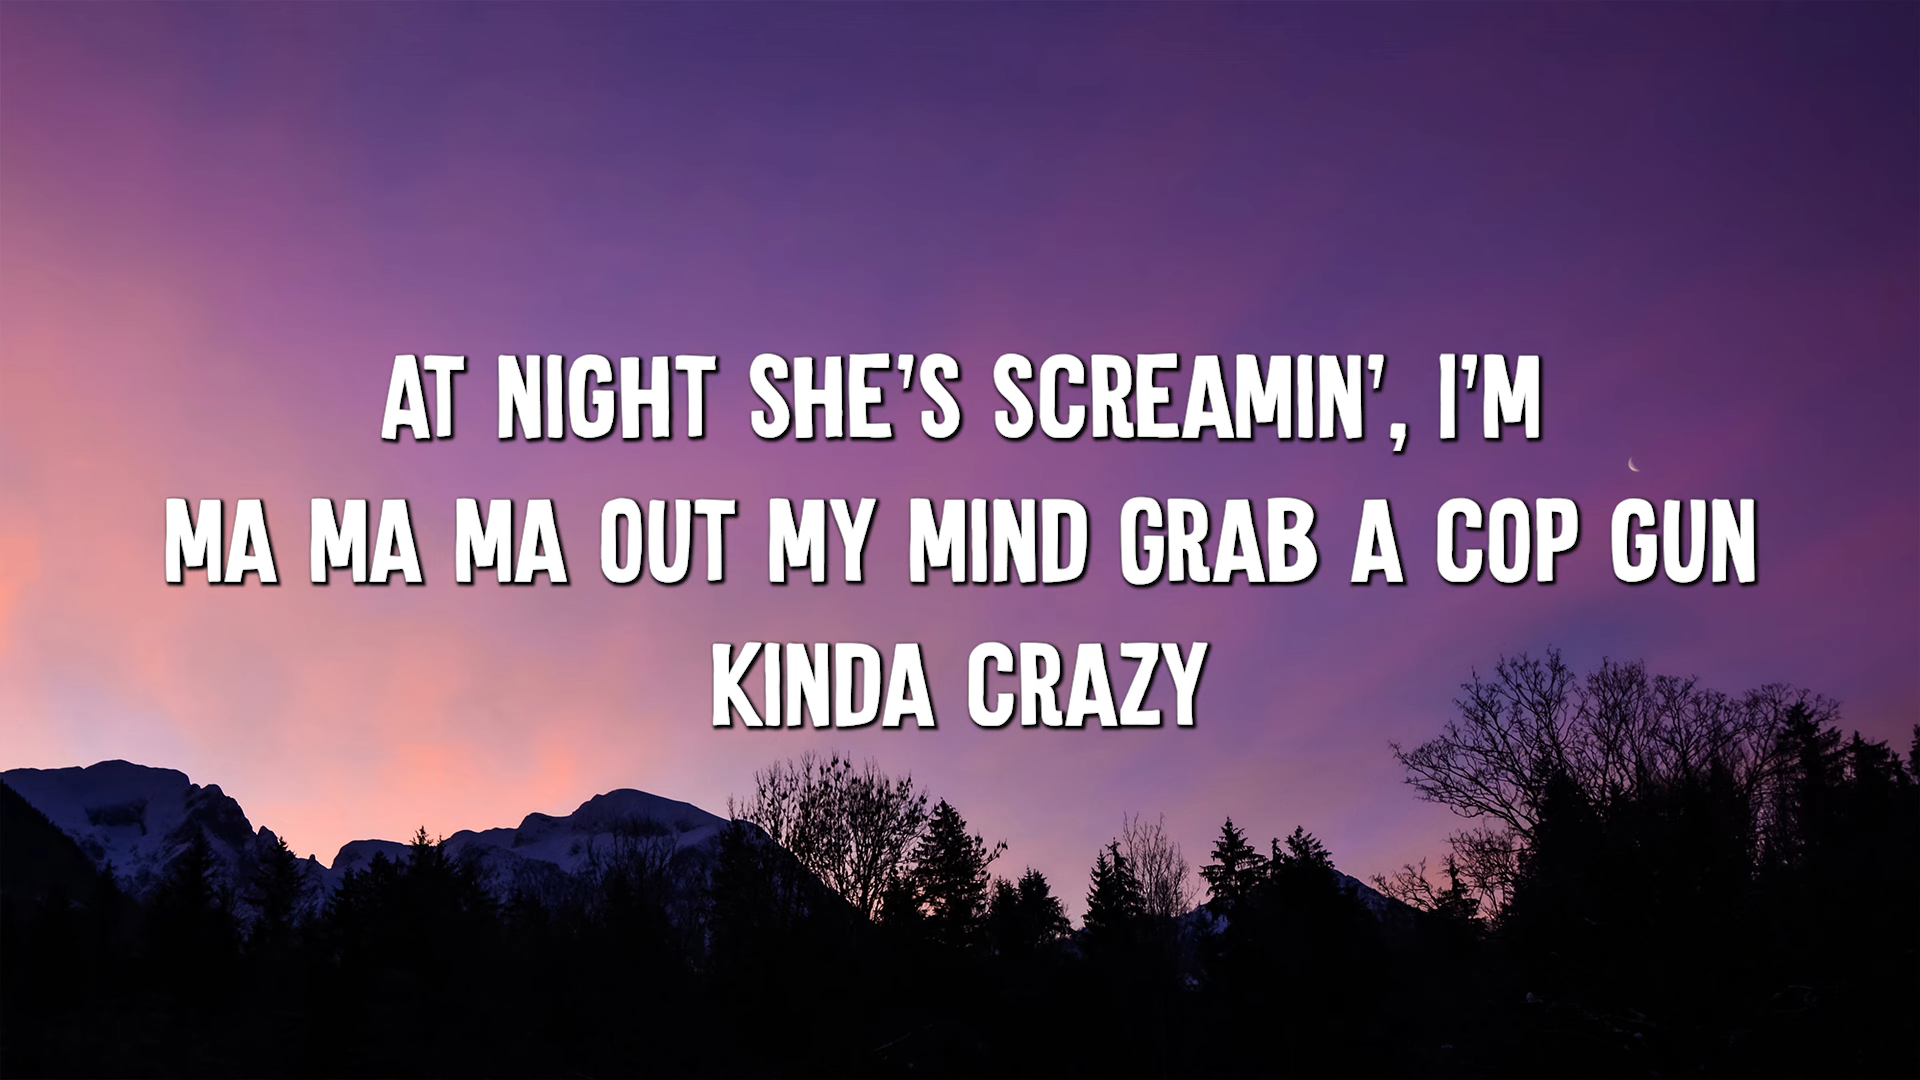 AT NIGHT SHE'S SCREAMIN', I'M
MA MA MA OUT MY MIND GRAB A COP GUN
KINDA CRAZY